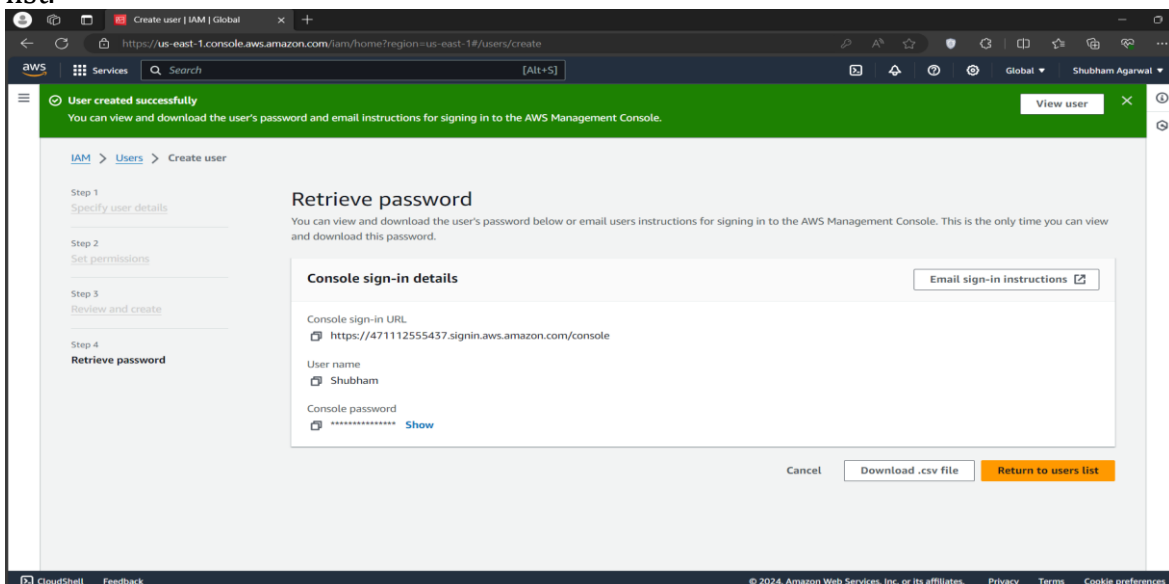 list.
Create user | IAM | Global
https://us-east-1.console.aws.amazon.com/iam/home?region=us-east-1#/users/create
aws
Services
Search
[Alt+S]
Global
Shubham Agarwal
User created successfully
You can view and download the user's password and email instructions for signing in to the AWS Management Console.
View user
IAM > Users > Create user
Step 1
Specify user details
Step 2
Set permissions
Step 3
Review and create
Step 4
Retrieve password
Retrieve password
You can view and download the user's password below or email users instructions for signing in to the AWS Management Console. This is the only time you can view
and download this password.
Console sign-in details
Email sign-in instructions
Console sign-in URL
https://471112555437.signin.aws.amazon.com/console
User name
Shubham
Console password
*************** Show
Cancel
Download .csv file
Return to users list
CloudShell
Feedback
© 2024, Amazon Web Services, Inc. or its affiliates.
Privacy
Terms
Cookie preferences